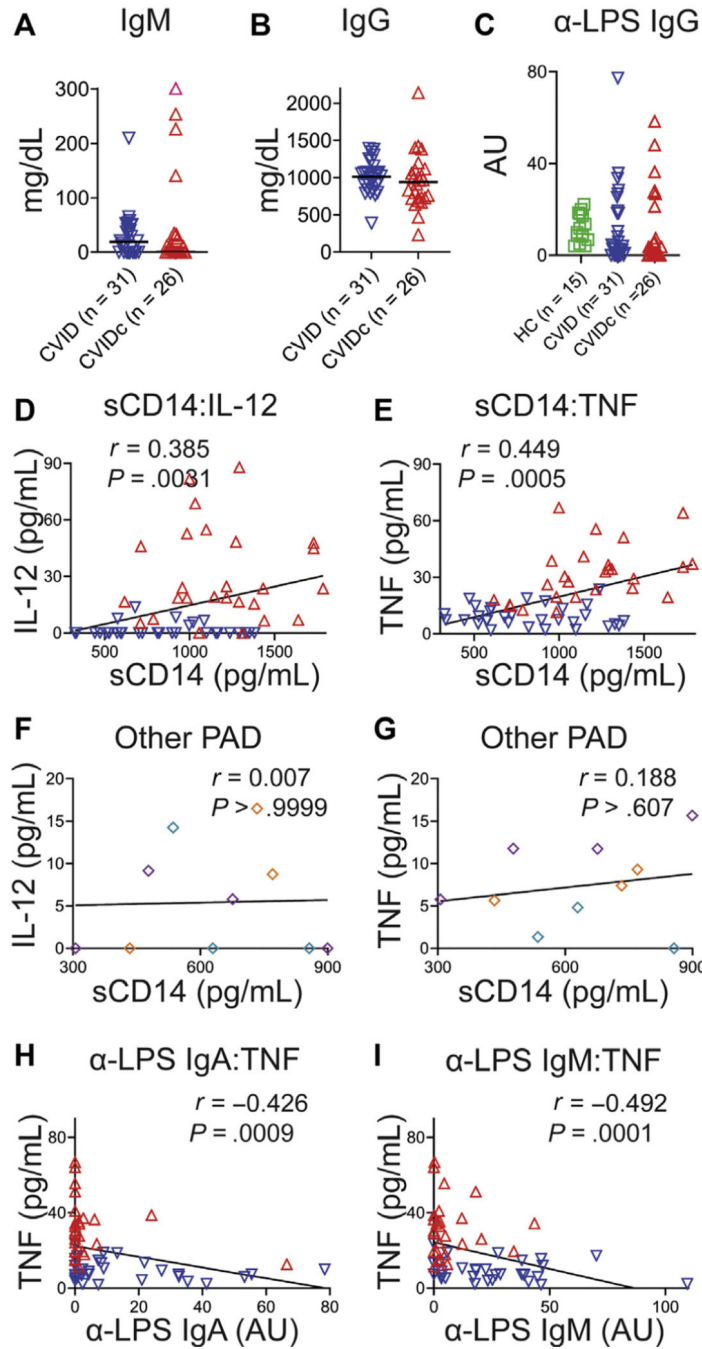 A IgM
mg/dL
300
200
100
0
CVID (n = 31)
CVIDc (n = 26)
B IgG
mg/dL
2000
1500
1000
500
0
CVID (n = 31)
CVIDc (n = 26)
C α-LPS IgG
AU
80
40
0
HC (n = 15)
CVID (n = 31)
CVIDc (n =26)
D sCD14:IL-12
r = 0.385
P = .0031
IL-12 (pg/mL)
90
60
30
0
500 1000 1500
sCD14 (pg/mL)
E sCD14:TNF
r = 0.449
P = .0005
TNF (pg/mL)
90
60
30
0
500 1000 1500
sCD14 (pg/mL)
F Other PAD
r = 0.007
P > .9999
IL-12 (pg/mL)
20
15
10
5
0
300 600 900
sCD14 (pg/mL)
G Other PAD
r = 0.188
P > .607
TNF (pg/mL)
20
15
10
5
0
300 600 900
sCD14 (pg/mL)
H α-LPS IgA:TNF
r = −0.426
P = .0009
TNF (pg/mL)
80
40
0
0 20 40 60 80
α-LPS IgA (AU)
I α-LPS IgM:TNF
r = −0.492
P = .0001
TNF (pg/mL)
80
40
0
0 50 100
α-LPS IgM (AU)